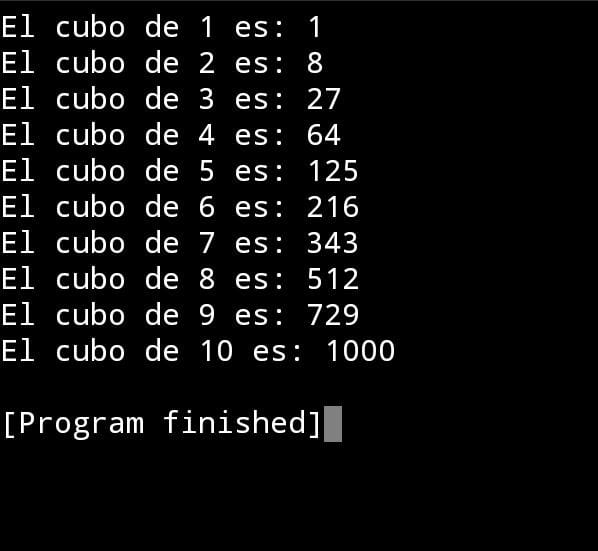 El cubo de 1 es: 1
El cubo de 2 es: 8
El cubo de 3 es: 27
El cubo de 4 es: 64
El cubo de 5 es: 125
El cubo de 6 es: 216
El cubo de 7 es: 343
El cubo de 8 es: 512
El cubo de 9 es: 729
El cubo de 10 es: 1000
[Program finished]